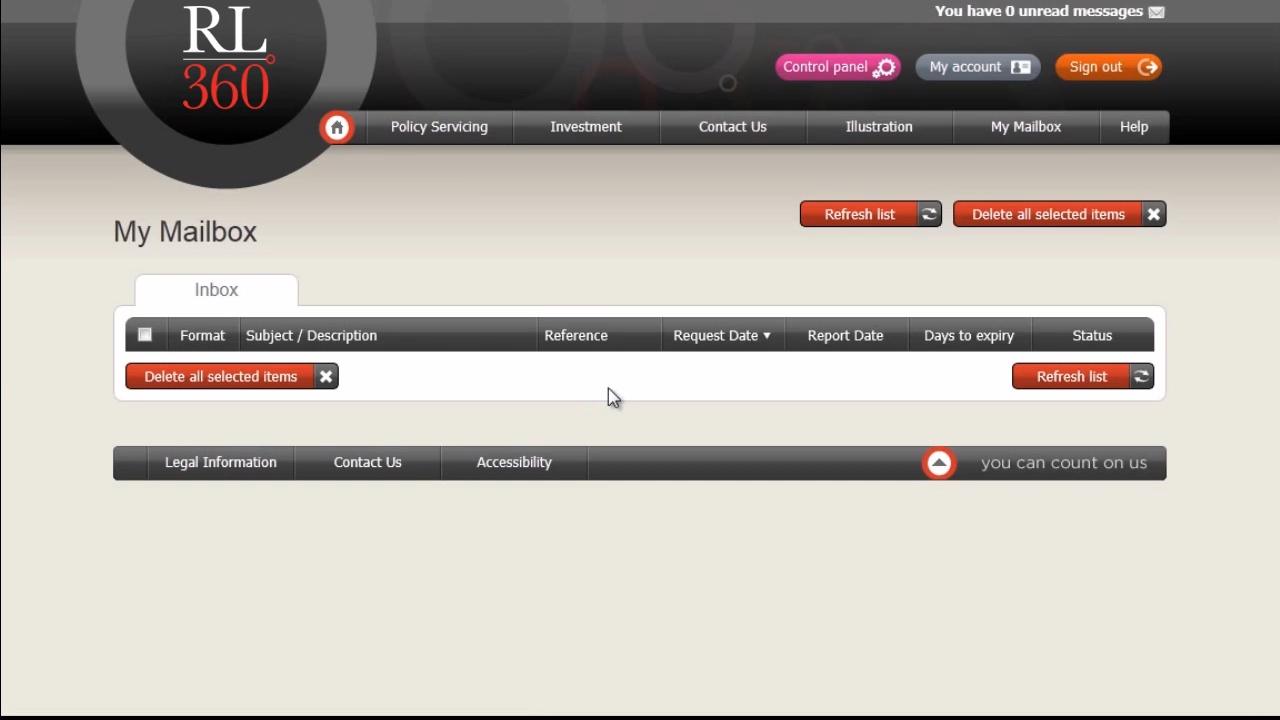 You have 0 unread messages
RL
360°
Control panel
My account
Sign out
Policy Servicing
Investment
Contact Us
Illustration
My Mailbox
Help
My Mailbox
Refresh list
Delete all selected items
Inbox
Format
Subject / Description
Reference
Request Date
Report Date
Days to expiry
Status
Delete all selected items
Refresh list
Legal Information
Contact Us
Accessibility
you can count on us